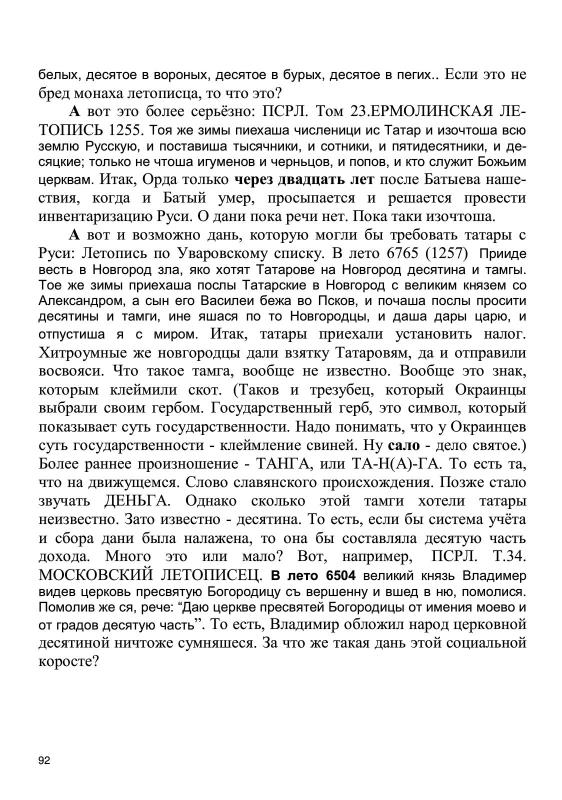 белых, десятое в вороных, десятое в бурых, десятое в пегих.. Если это не
бред монаха летописца, то что это?
А вот это более серьёзно: ПСРЛ. Том 23.ЕРМОЛИНСКАЯ ЛЕ-
ТОПИСЬ 1255. Тоя же зимы пиехаша численици ис Татар и изочтоша всю
землю Русскую, и поставиша тысячники, и сотники, и пятидесятники, и де-
сяцкие; только не чтоша игуменов и черньцов, и попов, и кто служит Божьим
церквам. Итак, Орда только через двадцать лет после Батыева наше-
ствия, когда и Батый умер, просыпается и решается провести
инвентаризацию Руси. О дани пока речи нет. Пока таки изочтоша.
А вот и возможно дань, которую могли бы требовать татары с
Руси: Летопись по Уваровскому списку. В лето 6765 (1257) Прииде
весть в Новгород зла, яко хотят Татарове на Новгород десятина и тамгы.
Тое же зимы приехаша послы Татарские в Новгород с великим князем со
Александром, а сын его Василеи бежа во Псков, и почаша послы просити
десятины и тамги, ине яшася по то Новгородцы, и даша дары царю, и
отпустиша я с миром. Итак, татары приехали установить налог.
Хитроумные же новгородцы дали взятку Татаровям, да и отправили
восвояси. Что такое тамга, вообще не известно. Вообще это знак,
которым клеймили скот. (Таков и трезубец, который Окраинцы
выбрали своим гербом. Государственный герб, это символ, который
показывает суть государственности. Надо понимать, что у Окраинцев
суть государственности - клеймление свиней. Ну сало - дело святое.)
Более раннее произношение - ТАНГА, или ТА-Н(А)-ГА. То есть та,
что на движущемся. Слово славянского происхождения. Позже стало
звучать ДЕНЬГА. Однако сколько этой тамги хотели татары
неизвестно. Зато известно - десятина. То есть, если бы система учёта
и сбора дани была налажена, то она бы составляла десятую часть
дохода. Много это или мало? Вот, например, ПСРЛ. Т.34.
МОСКОВСКИЙ ЛЕТОПИСЕЦ. В лето 6504 великий князь Владимер
видев церковь пресвятую Богородицу съ вершенну и вшед в ню, помолися.
Помолив же ся, рече: “Даю церкве пресвятей Богородицы от имения моево и
от градов десятую часть”. То есть, Владимир обложил народ церковной
десятиной ничтоже сумняшеся. За что же такая дань этой социальной
коросте?
92